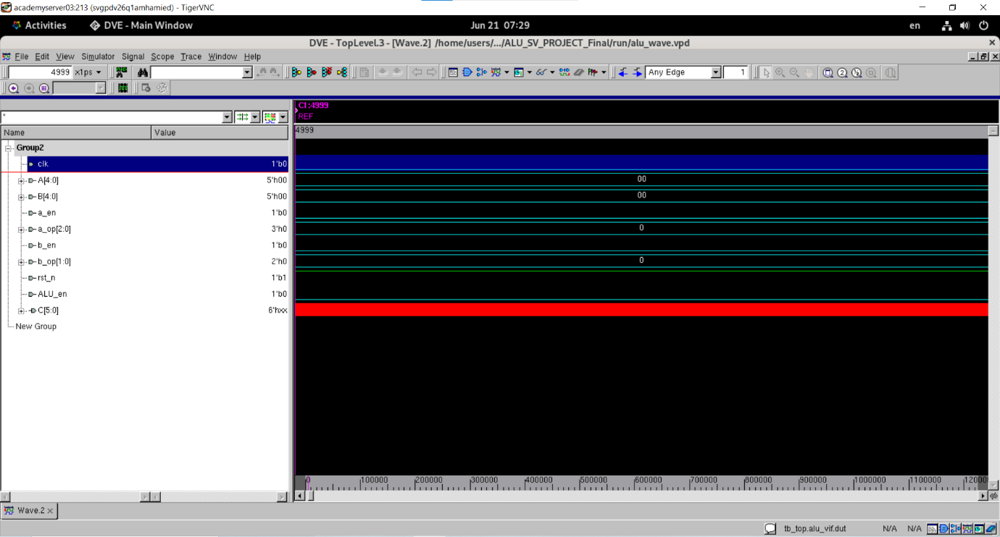 academyserver03:213 (svgpdv26q1amhamied) - TigerVNC
Activities DVE - Main Window Jun 21 07:29 en
DVE - TopLevel.3 - [Wave.2] /home/users/.../ALU_SV_PROJECT_Final/run/alu_wave.vpd
File Edit View Simulator Signal Scope Trace Window Help
4999 x1ps Any Edge 1
C1:4999
* REF
Name Value 4999
Group2
clk 1'b0
A[4:0] 5'h00 00
B[4:0] 5'h00 00
a_en 1'b0
a_op[2:0] 3'h0 0
b_en 1'b0
b_op[1:0] 2'h0 0
rst_n 1'b1
ALU_en 1'b0
C[5:0] 6'hxx
New Group
0 100000 200000 300000 400000 500000 600000 700000 800000 900000 1000000 1100000
Wave.2
tb_top.alu_vif.dut N/A N/A